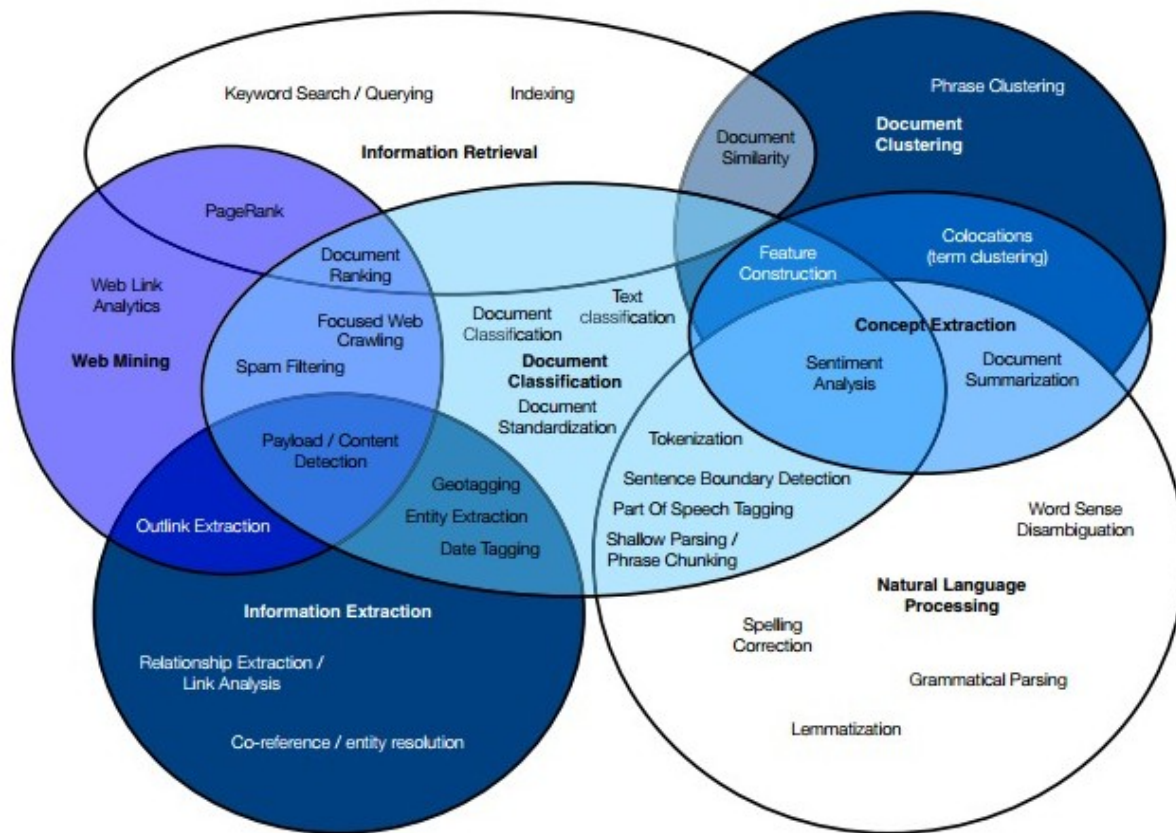 Keyword Search / Querying
Indexing
Phrase Clustering
Document
Clustering
Document
Similarity
Information Retrieval
PageRank
Document
Ranking
Feature
Construction
Colocations
(term clustering)
Web Link
Analytics
Focused Web
Crawling
Document
Classification
Text
classification
Web Mining
Spam Filtering
Document
Classification
Document
Standardization
Concept Extraction
Sentiment
Analysis
Document
Summarization
Payload / Content
Detection
Tokenization
Geotagging
Sentence Boundary Detection
Outlink Extraction
Entity Extraction
Part Of Speech Tagging
Word Sense
Disambiguation
Date Tagging
Shallow Parsing /
Phrase Chunking
Information Extraction
Natural Language
Processing
Spelling
Correction
Relationship Extraction /
Link Analysis
Grammatical Parsing
Lemmatization
Co-reference / entity resolution